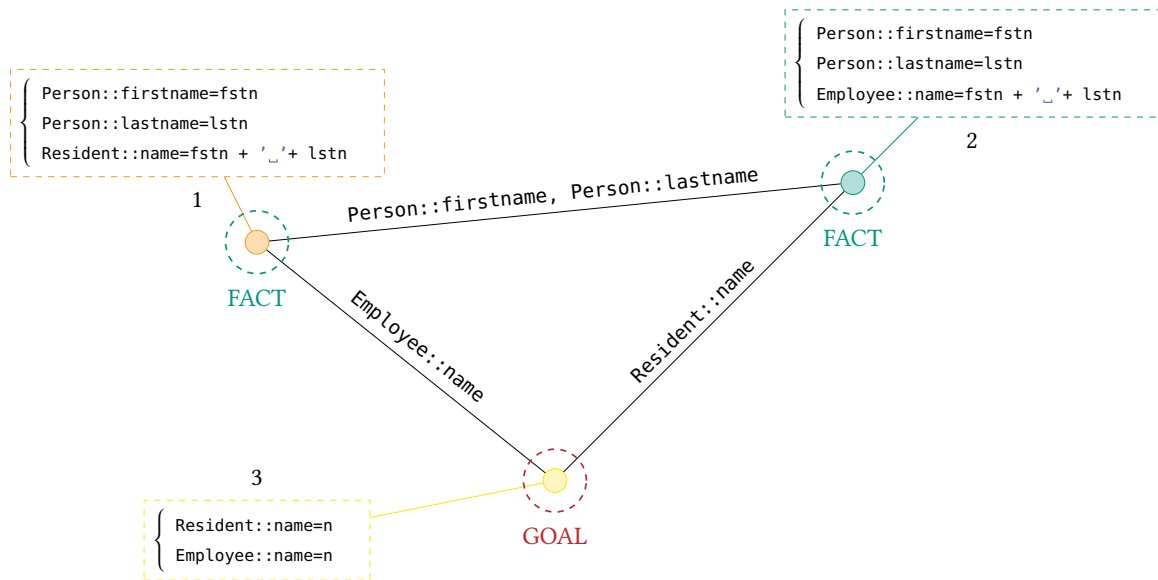 Person::firstname=fstn
Person::lastname=lstn
Employee::name=fstn + '␣'+ lstn
2
Person::firstname=fstn
Person::lastname=lstn
Resident::name=fstn + '␣'+ lstn
1
Person::firstname, Person::lastname
FACT
FACT
Employee::name
Resident::name
3
Resident::name=n
Employee::name=n
GOAL